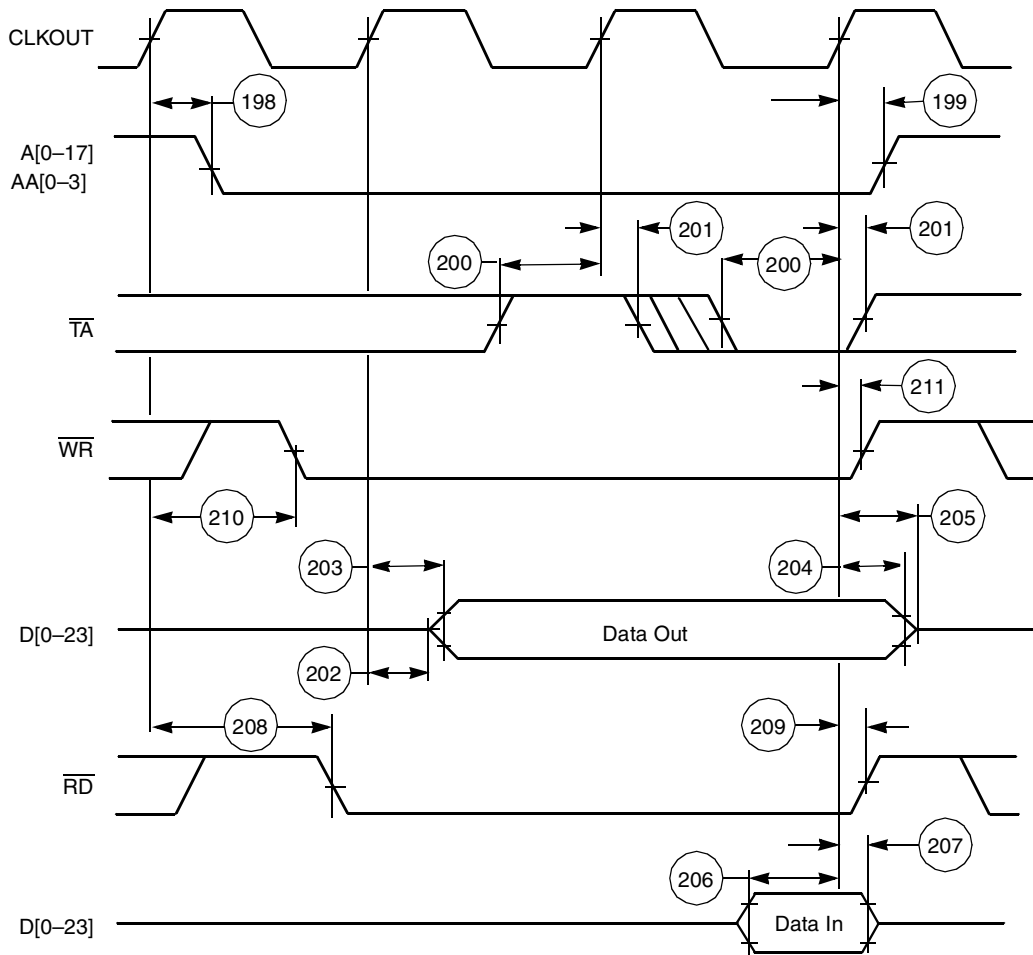 CLKOUT
198
199
A[0–17]
AA[0–3]
201
201
200
200
TA
211
WR
210
205
203
204
D[0–23]
Data Out
202
208
209
RD
207
206
D[0–23]
Data In